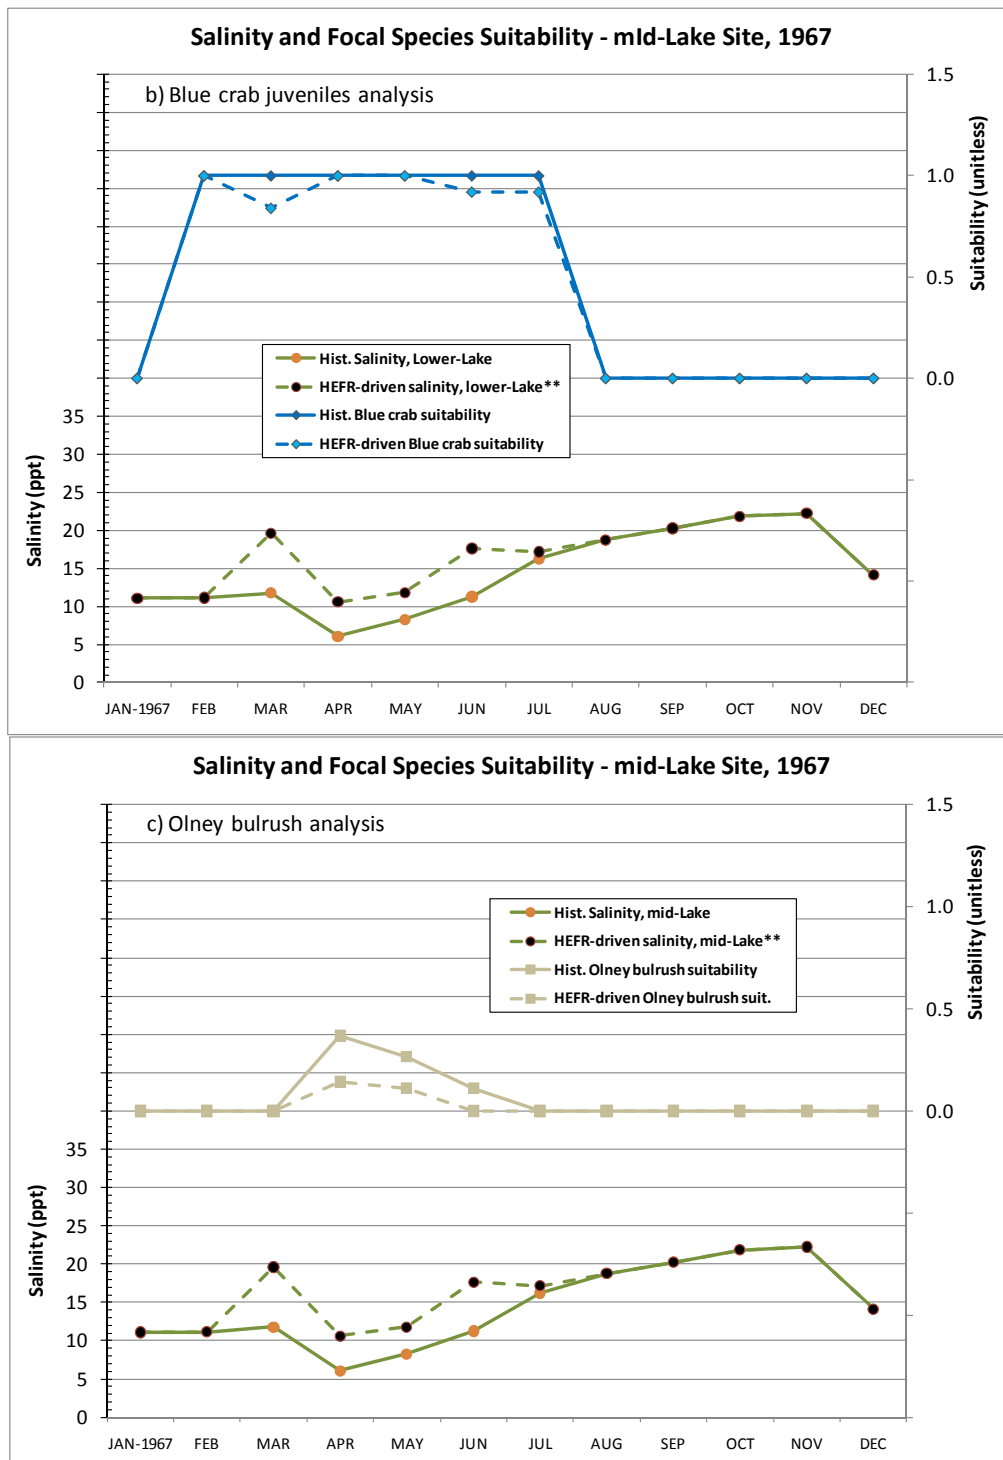 Salinity and Focal Species Suitability - mId-Lake Site, 1967
b) Blue crab juveniles analysis
1.5
1.0
0.5
0.0
Suitability (unitless)
Hist. Salinity, Lower-Lake
HEFR-driven salinity, lower-Lake**
Hist. Blue crab suitability
HEFR-driven Blue crab suitability
35
30
25
20
15
10
5
0
Salinity (ppt)
JAN-1967 FEB MAR APR MAY JUN JUL AUG SEP OCT NOV DEC
Salinity and Focal Species Suitability - mid-Lake Site, 1967
c) Olney bulrush analysis
1.5
1.0
0.5
0.0
Suitability (unitless)
Hist. Salinity, mid-Lake
HEFR-driven salinity, mid-Lake**
Hist. Olney bulrush suitability
HEFR-driven Olney bulrush suit.
35
30
25
20
15
10
5
0
Salinity (ppt)
JAN-1967 FEB MAR APR MAY JUN JUL AUG SEP OCT NOV DEC